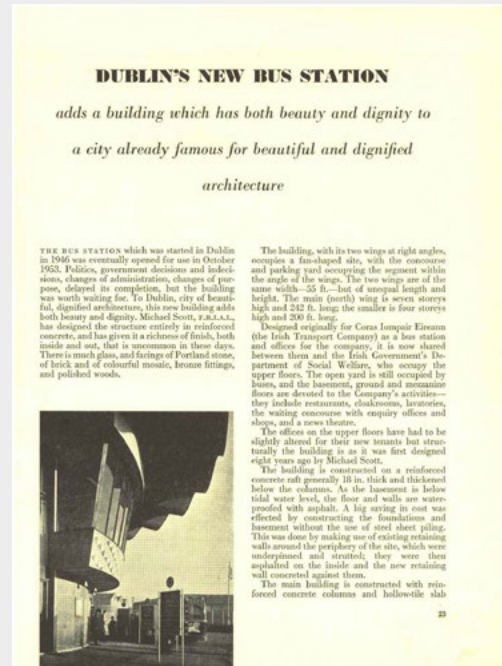 DUBLIN'S NEW BUS STATION
adds a building which has both beauty and dignity to
a city already famous for beautiful and dignified
architecture
THE BUS STATION which was started in Dublin
in 1946 was eventually opened for use in October
1953. Politics, government decisions and indeci-
sions, changes of administration, changes of pur-
pose, delayed its completion, but the building
was worth waiting for. To Dublin, city of beauti-
ful, dignified architecture, this new building adds
both beauty and dignity. Michael Scott, F.R.I.A.I.,
has designed the structure entirely in reinforced
concrete, and has given it a richness of finish, both
inside and out, that is uncommon in these days.
There is much glass, and facings of Portland stone,
of brick and of colourful mosaic, bronze fittings,
and polished woods.
The building, with its two wings at right angles,
occupies a fan-shaped site, with the concourse
and parking yard occupying the segment within
the angle of the wings. The two wings are of the
same width—55 ft.—but of unequal length and
height. The main (north) wing is seven storeys
high and 242 ft. long; the smaller is four storeys
high and 200 ft. long.
Designed originally for Coras Iompair Eireann
(the Irish Transport Company) as a bus station
and offices for the company, it is now shared
between them and the Irish Government's De-
partment of Social Welfare, who occupy the
upper floors. The open yard is still occupied by
buses, and the basement, ground and mezzanine
floors are devoted to the Company's activities—
they include restaurants, cloakrooms, lavatories,
the waiting concourse with enquiry offices and
shops, and a news theatre.
The offices on the upper floors have had to be
slightly altered for their new tenants but struc-
turally the building is as it was first designed
eight years ago by Michael Scott.
The building is constructed on a reinforced
concrete raft generally 18 in. thick and thickened
below the columns. As the basement is below
tidal water level, the floor and walls are water-
proofed with asphalt. A big saving in cost was
effected by constructing the foundations and
basement without the use of steel sheet piling.
This was done by making use of existing retaining
walls around the periphery of the site, which were
underpinned and strutted; they were then
asphalted on the inside and the new retaining
wall concreted against them.
The main building is constructed with rein-
forced concrete columns and hollow-tile slab
23